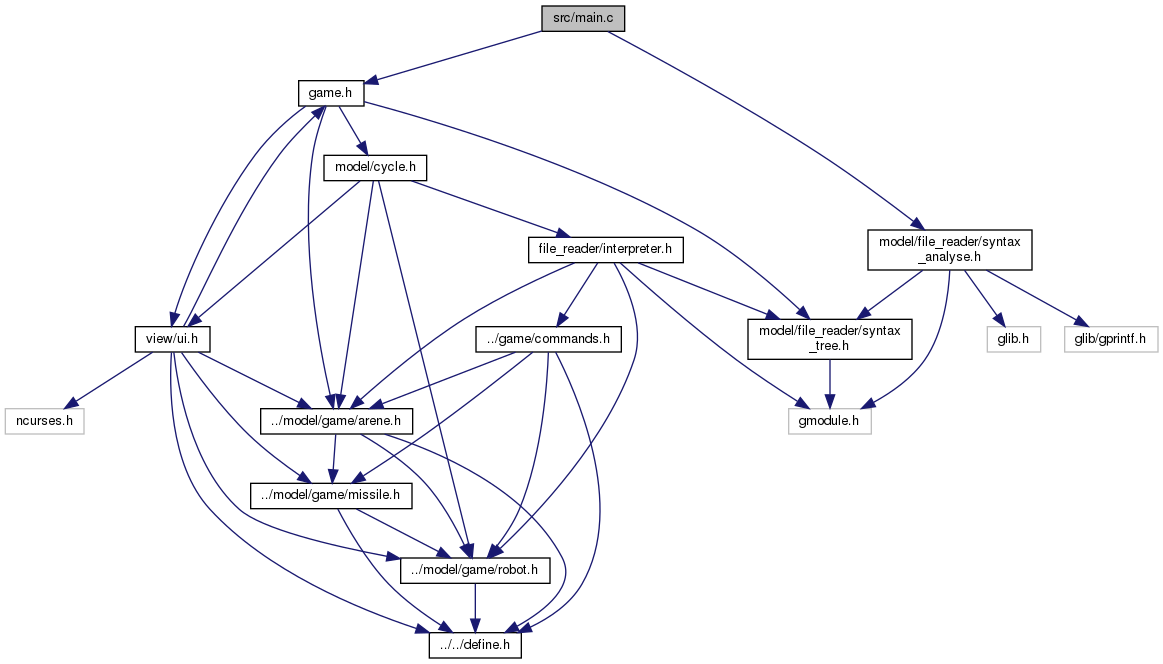 src/main.c
game.h
model/cycle.h
file_reader/interpreter.h
model/file_reader/syntax
_analyse.h
view/ui.h
../game/commands.h
model/file_reader/syntax
_tree.h
glib.h
glib/gprintf.h
ncurses.h
../model/game/arene.h
gmodule.h
../model/game/missile.h
../model/game/robot.h
../../define.h